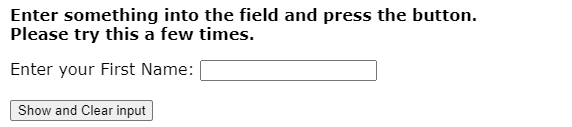 Enter something into the field and press the button.
Please try this a few times.
Enter your First Name:
Show and Clear input